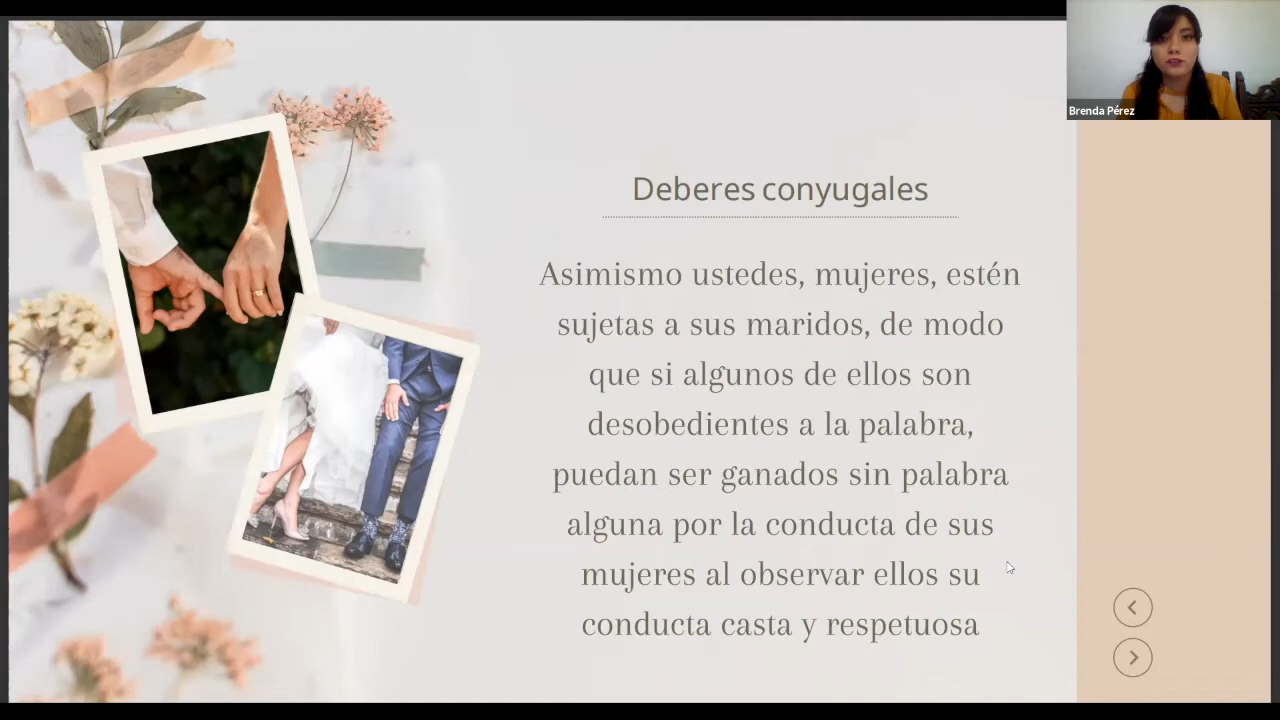 Brenda Pérez
Deberes conyugales
Asimismo ustedes, mujeres, estén
sujetas a sus maridos, de modo
que si algunos de ellos son
desobedientes a la palabra,
puedan ser ganados sin palabra
alguna por la conducta de sus
mujeres al observar ellos su
conducta casta y respetuosa